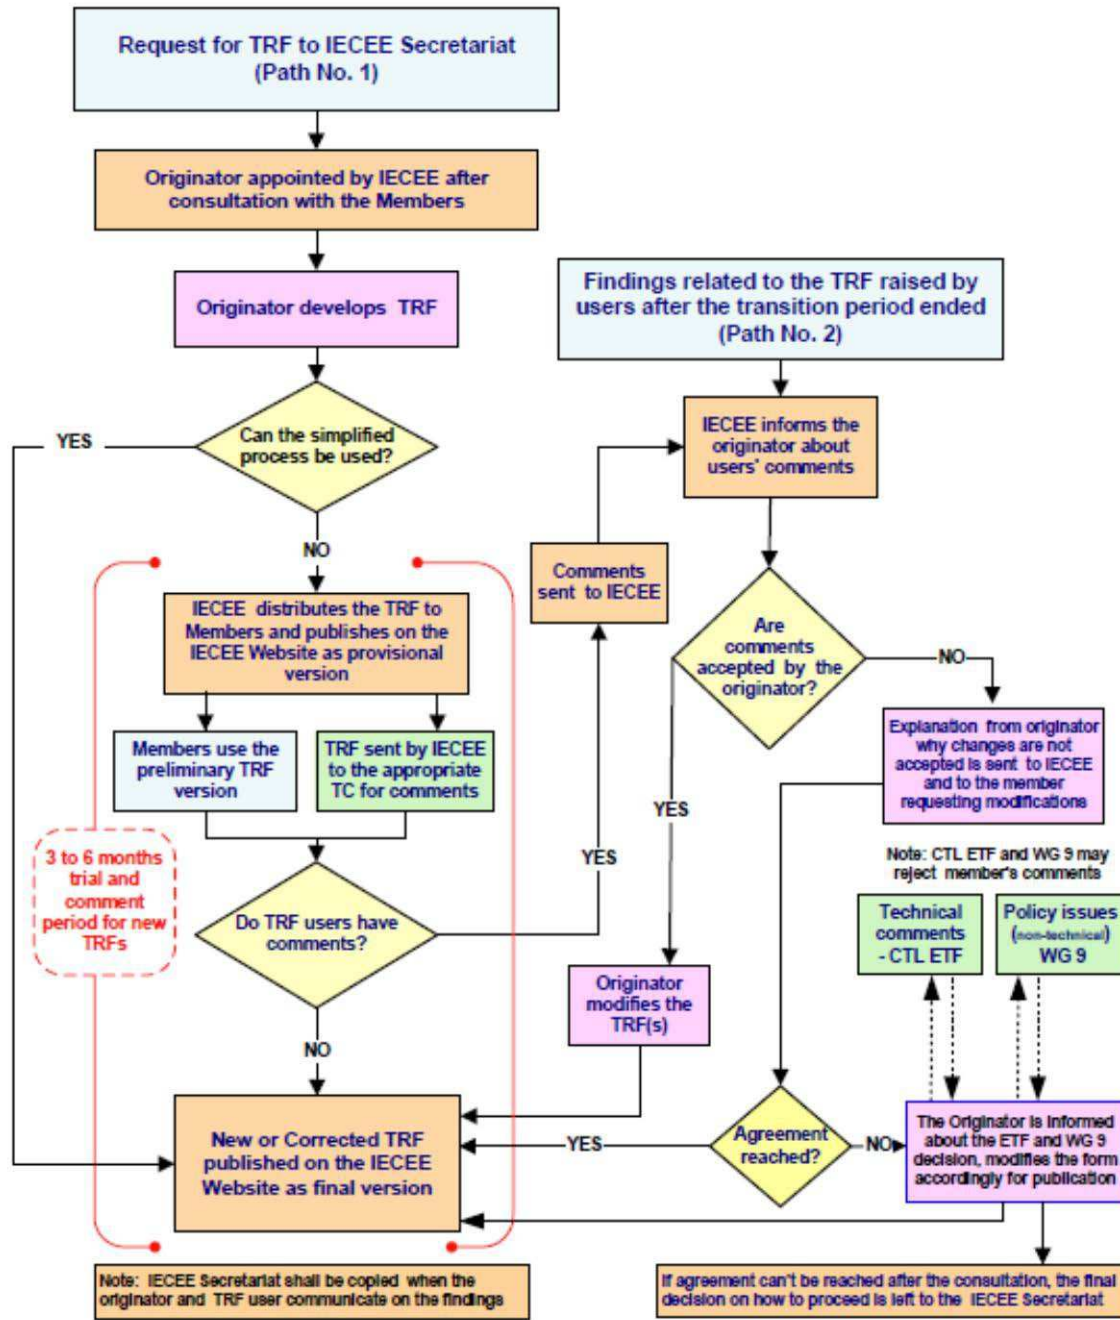 Request for TRF to IECEE Secretariat
(Path No. 1)
Originator appointed by IECEE after
consultation with the Members
Originator develops TRF
Can the simplified
process be used?
YES
NO
IECEE distributes the TRF to
Members and publishes on the
IECEE Website as provisional
version
Members use the
preliminary TRF
version
TRF sent by IECEE
to the appropriate
TC for comments
3 to 6 months
trial and
comment
period for new
TRFs
Do TRF users have
comments?
YES
NO
Comments
sent to IECEE
New or Corrected TRF
published on the IECEE
Website as final version
Note: IECEE Secretariat shall be copied when the
originator and TRF user communicate on the findings
Findings related to the TRF raised by
users after the transition period ended
(Path No. 2)
IECEE informs the
originator about
users' comments
Are
comments
accepted by the
originator?
NO
YES
Explanation from originator
why changes are not
accepted is sent to IECEE
and to the member
requesting modifications
Note: CTL ETF and WG 9 may
reject member's comments
Technical
comments
- CTL ETF
Policy issues
(non-technical)
WG 9
Originator
modifies the
TRF(s)
Agreement
reached?
YES
NO
The Originator is informed
about the ETF and WG 9
decision, modifies the form
accordingly for publication
If agreement can't be reached after the consultation, the final
decision on how to proceed is left to the IECEE Secretariat